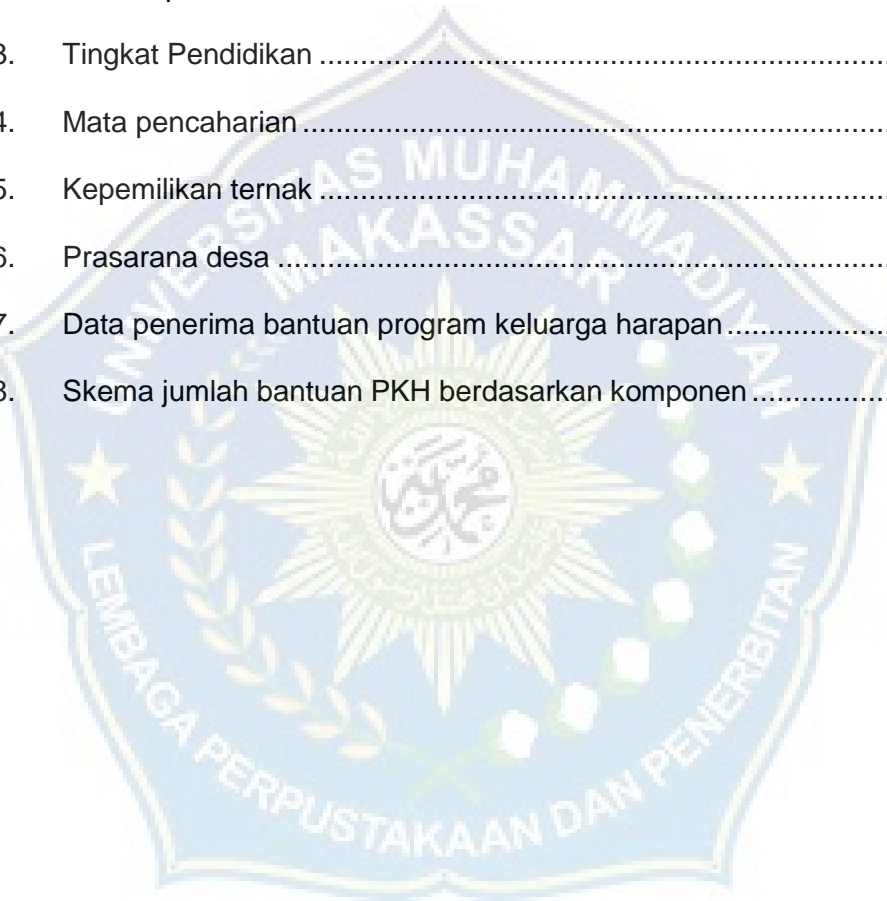 3. Tingkat Pendidikan ..........................................................................
4. Mata pencaharian ............................................................................
5. Kepemilikan ternak ..........................................................................
6. Prasarana desa ...............................................................................
7. Data penerima bantuan program keluarga harapan .....................
8. Skema jumlah bantuan PKH berdasarkan komponen .................
UNIVERSITAS MUHAMMADIYAH
MAKASSAR
LEMBAGA PERPUSTAKAAN DAN PENERBITAN